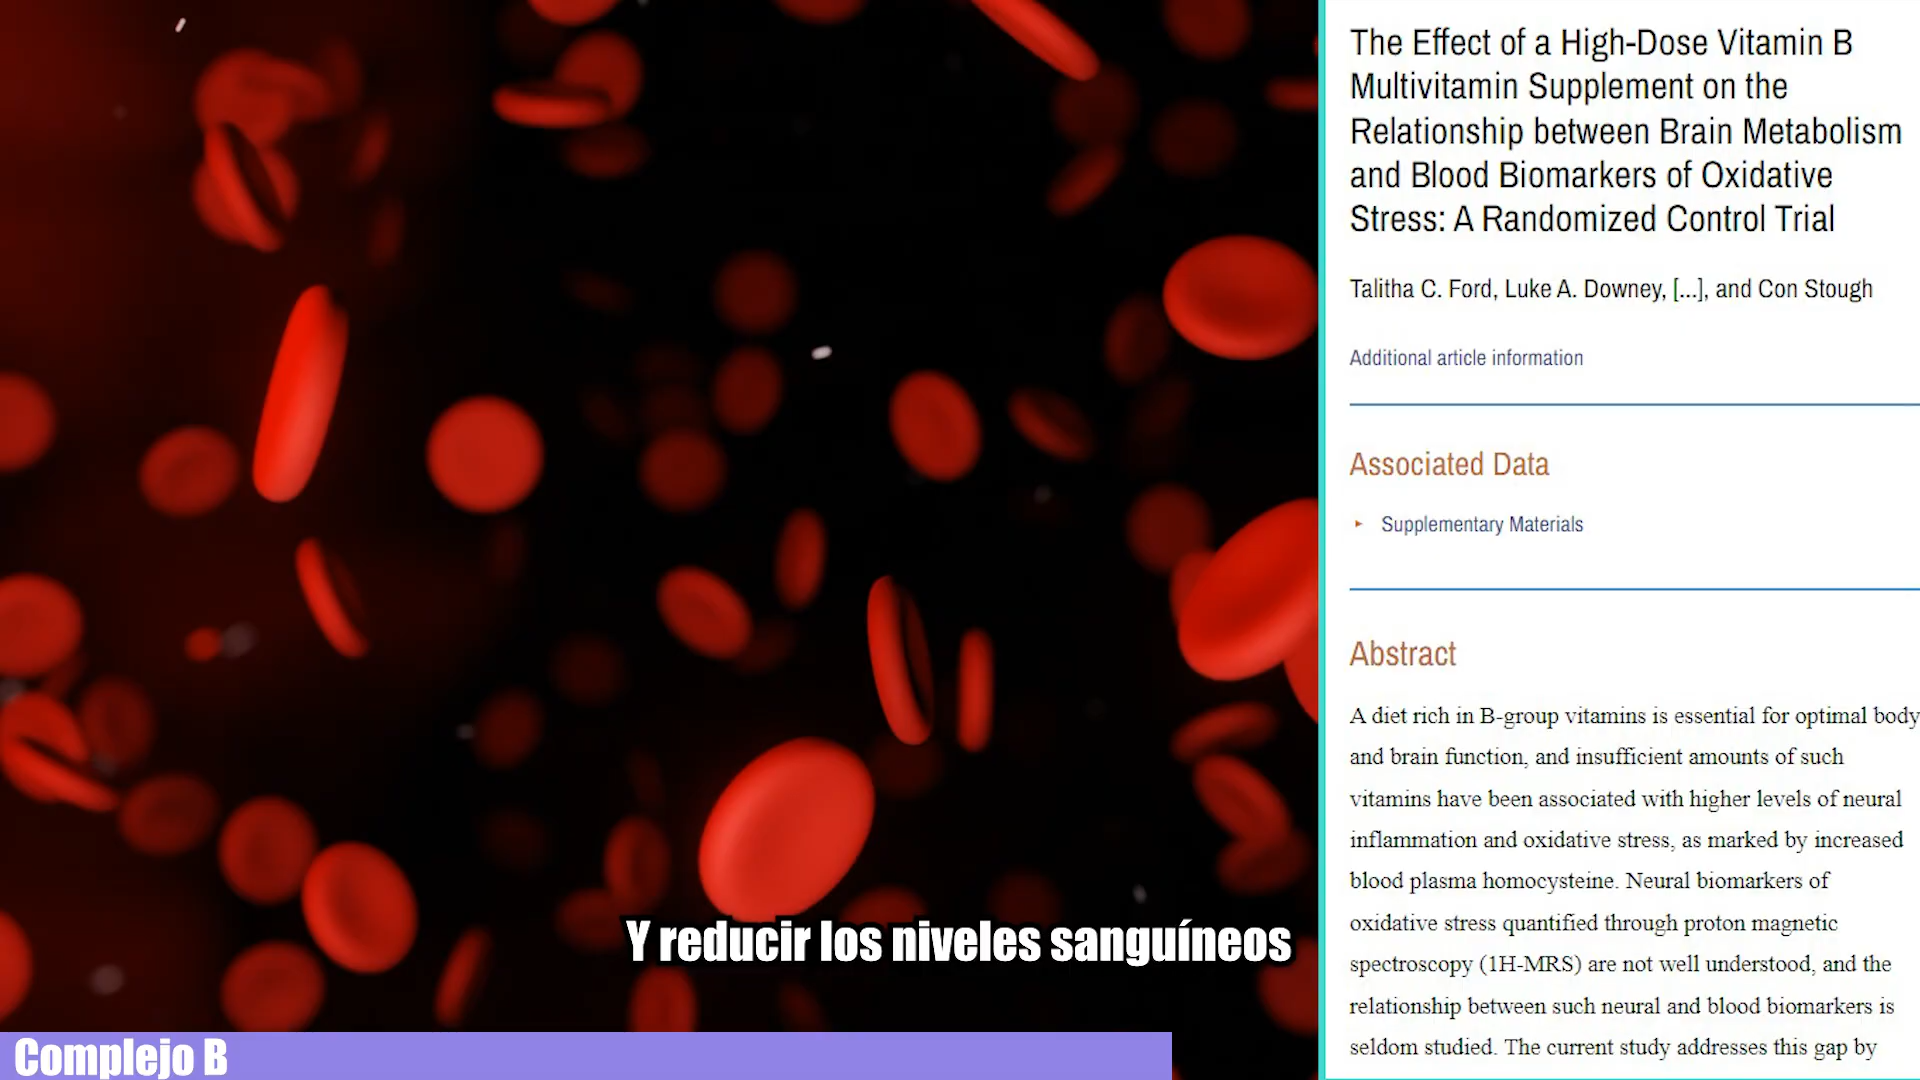 The Effect of a High-Dose Vitamin B
Multivitamin Supplement on the
Relationship between Brain Metabolism
and Blood Biomarkers of Oxidative
Stress: A Randomized Control Trial
Talitha C. Ford, Luke A. Downey, [...], and Con Stough
Additional article information
Associated Data
Supplementary Materials
Abstract
A diet rich in B-group vitamins is essential for optimal body
and brain function, and insufficient amounts of such
vitamins have been associated with higher levels of neural
inflammation and oxidative stress, as marked by increased
blood plasma homocysteine. Neural biomarkers of
oxidative stress quantified through proton magnetic
spectroscopy (1H-MRS) are not well understood, and the
relationship between such neural and blood biomarkers is
seldom studied. The current study addresses this gap by
Y reducir los niveles sanguíneos
Complejo B